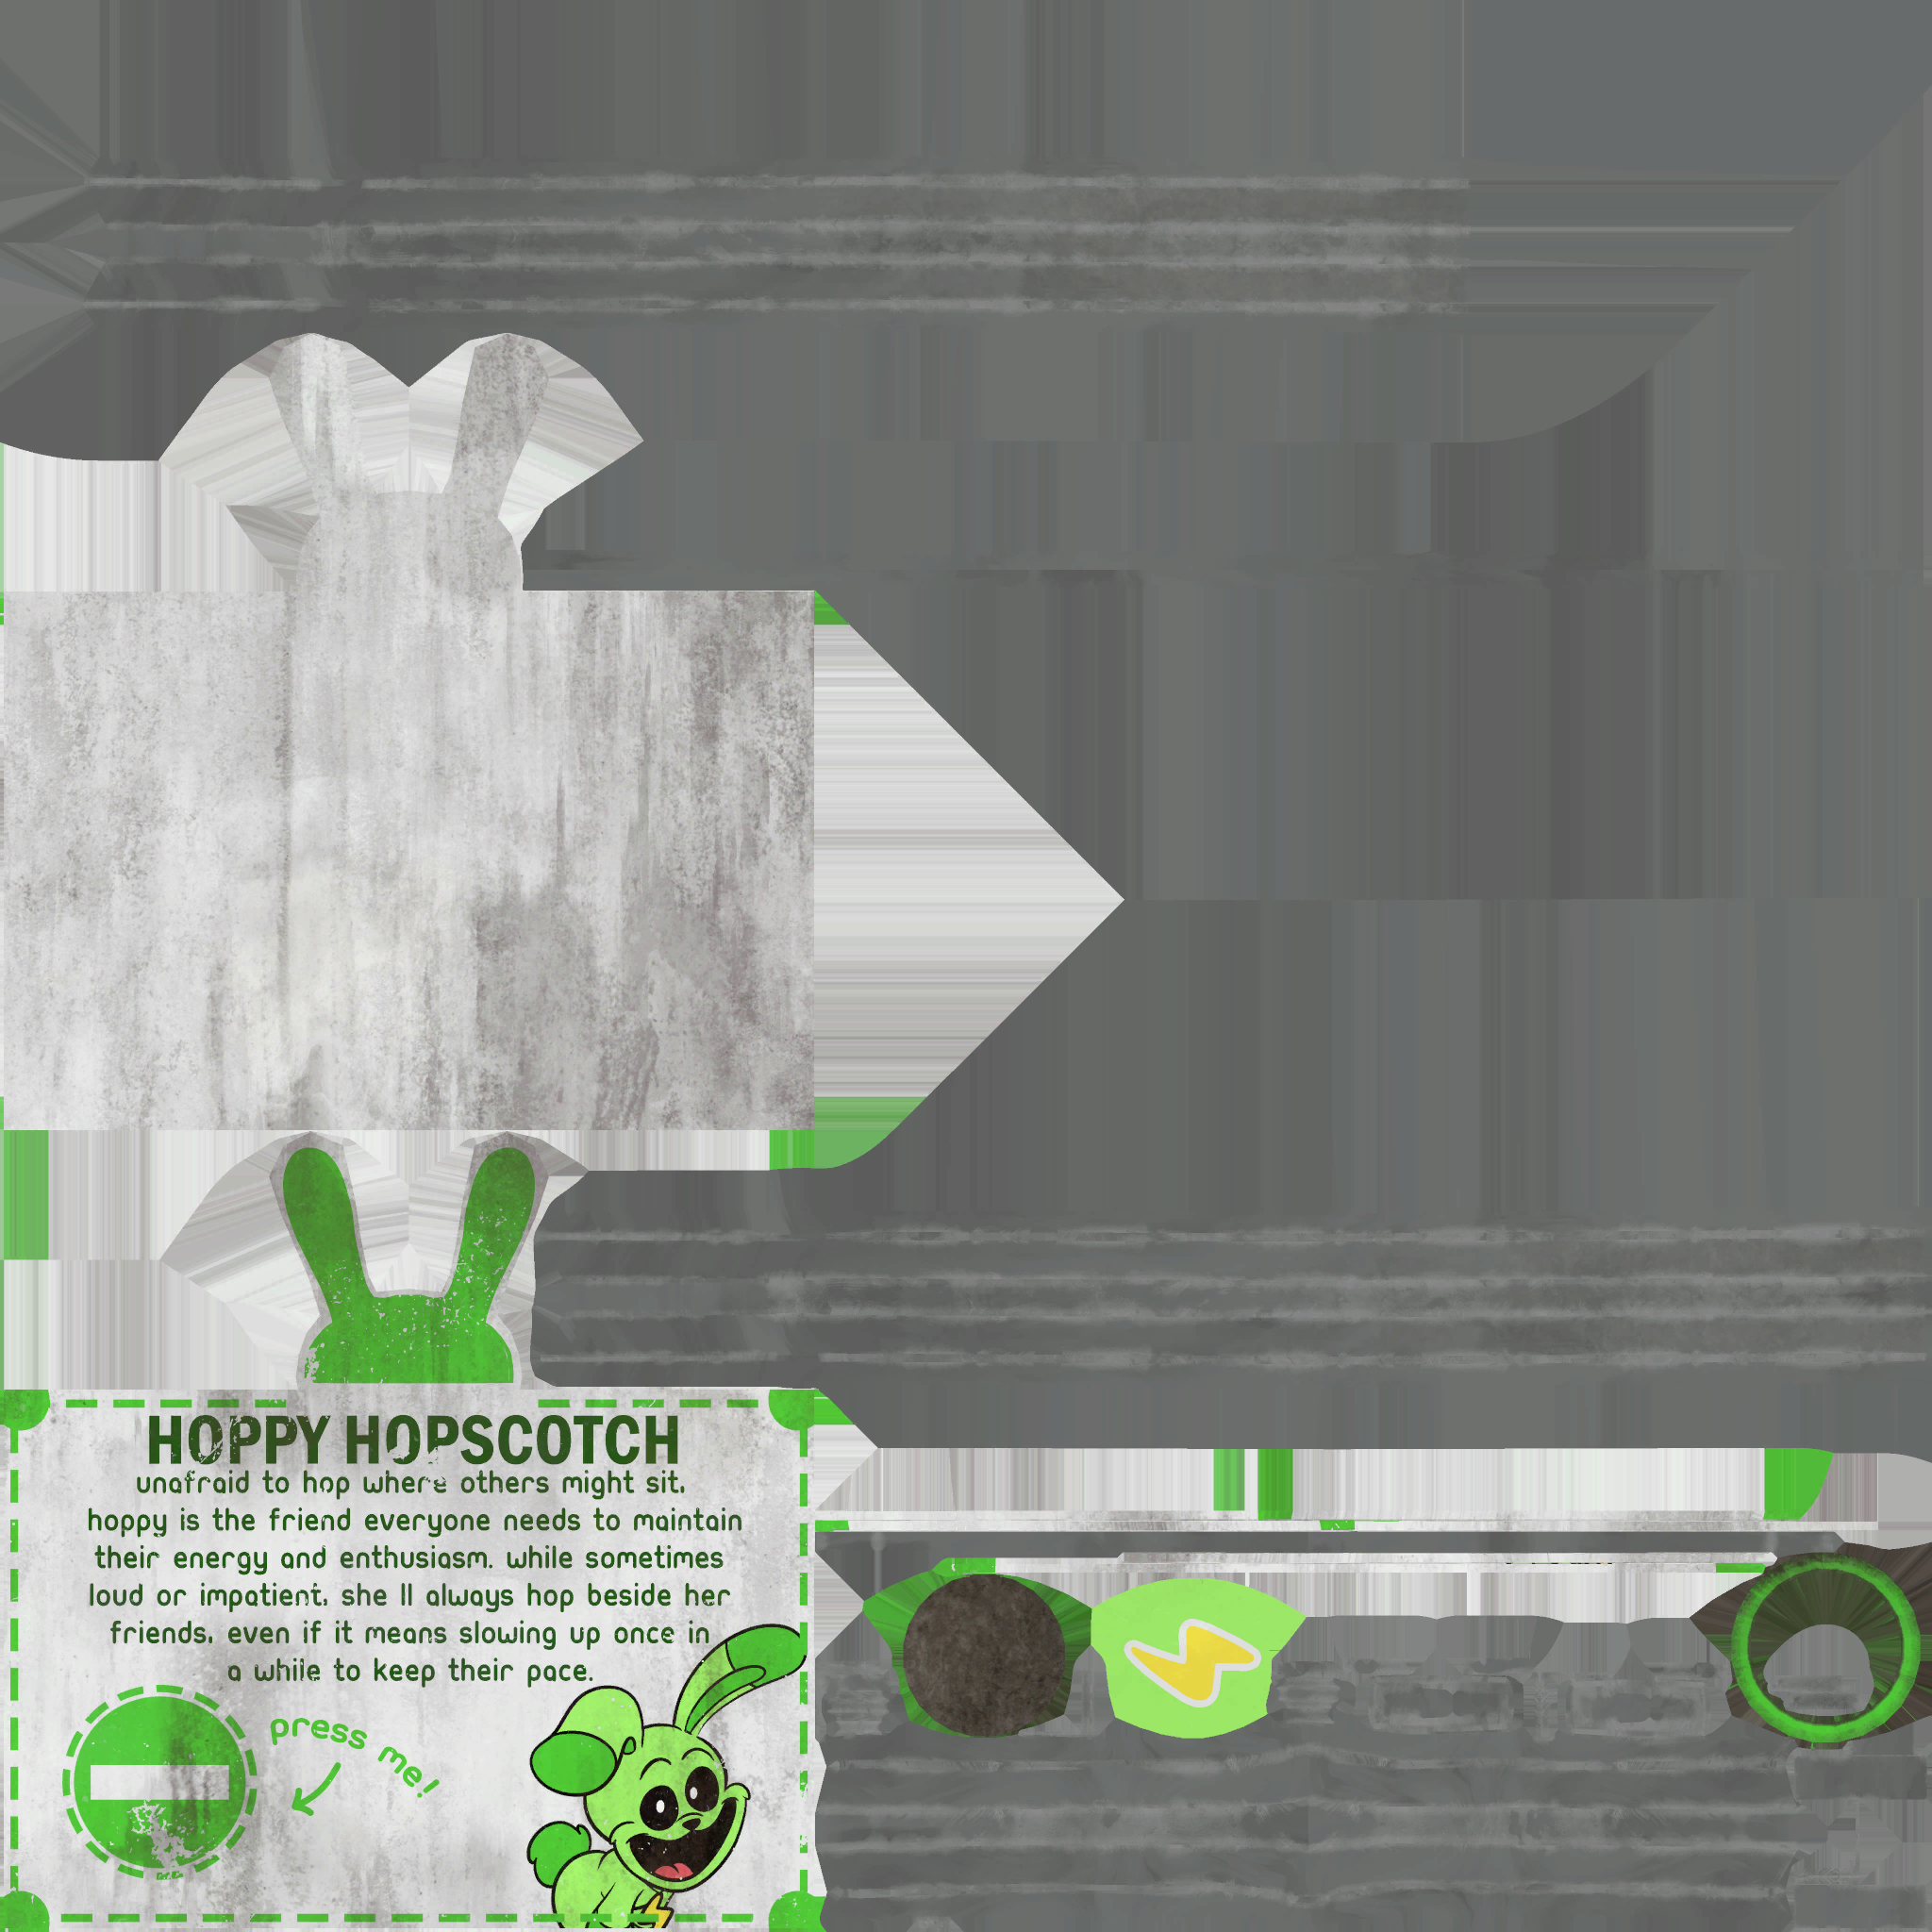 HOPPY HOPSCOTCH
unafraid to hop where others might sit.
hoppy is the friend everyone needs to maintain
their energy and enthusiasm. while sometimes
loud or impatient. she ll always hop beside her
friends. even if it means slowing up once in
a while to keep their pace.
press me!